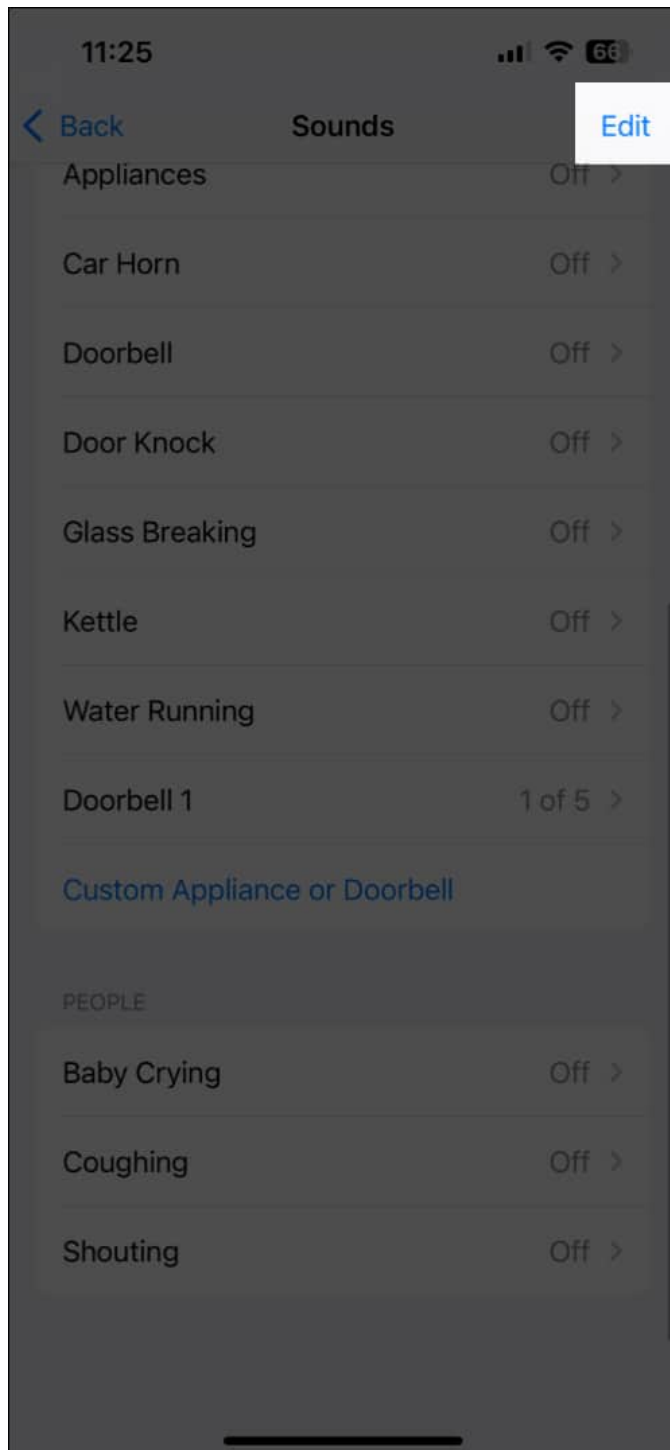 11:25 66
Back Sounds Edit
Appliances Off
Car Horn Off
Doorbell Off
Door Knock Off
Glass Breaking Off
Kettle Off
Water Running Off
Doorbell 1 1 of 5
Custom Appliance or Doorbell
PEOPLE
Baby Crying Off
Coughing Off
Shouting Off